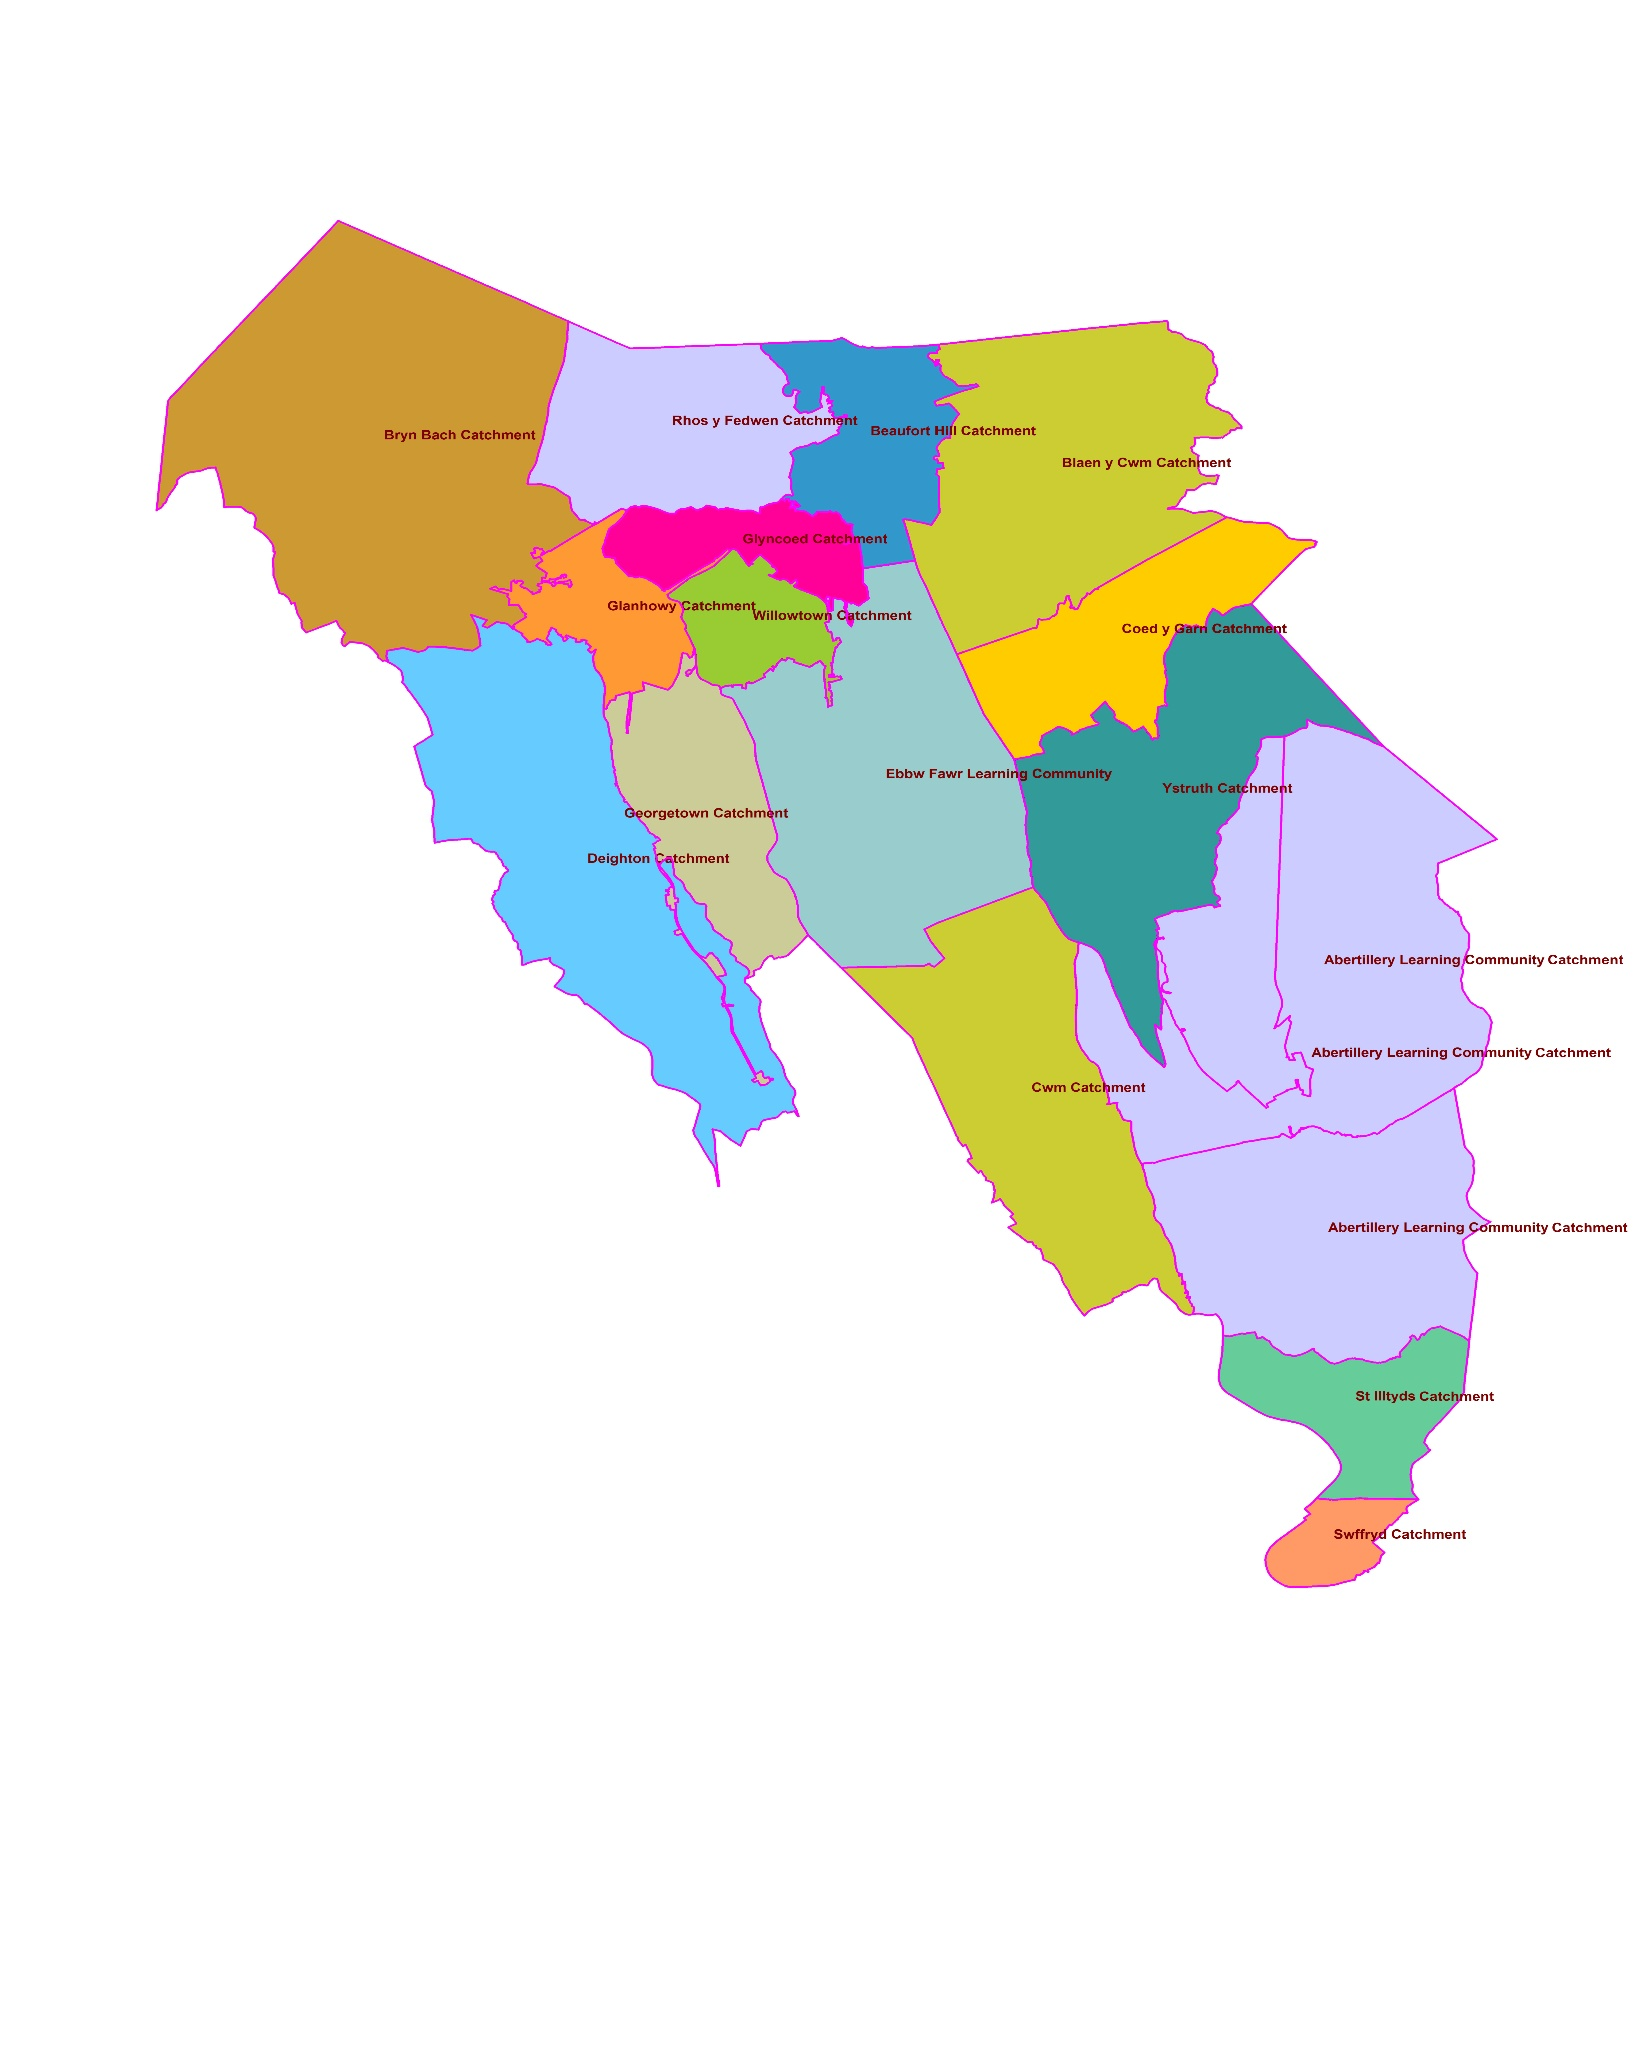 Rhos y Fedwen Catchment
Beaufort Hill Catchment
Bryn Bach Catchment
Blaen y Cwm Catchment
Glyncoed Catchment
Glanhowy Catchment
Willowtown Catchment
Coed y Garn Catchment
Ebbw Fawr Learning Community
Ystruth Catchment
Georgetown Catchment
Deighton Catchment
Abertillery Learning Community Catchment
Abertillery Learning Community Catchment
Cwm Catchment
Abertillery Learning Community Catchment
St Illtyds Catchment
Swffryd Catchment